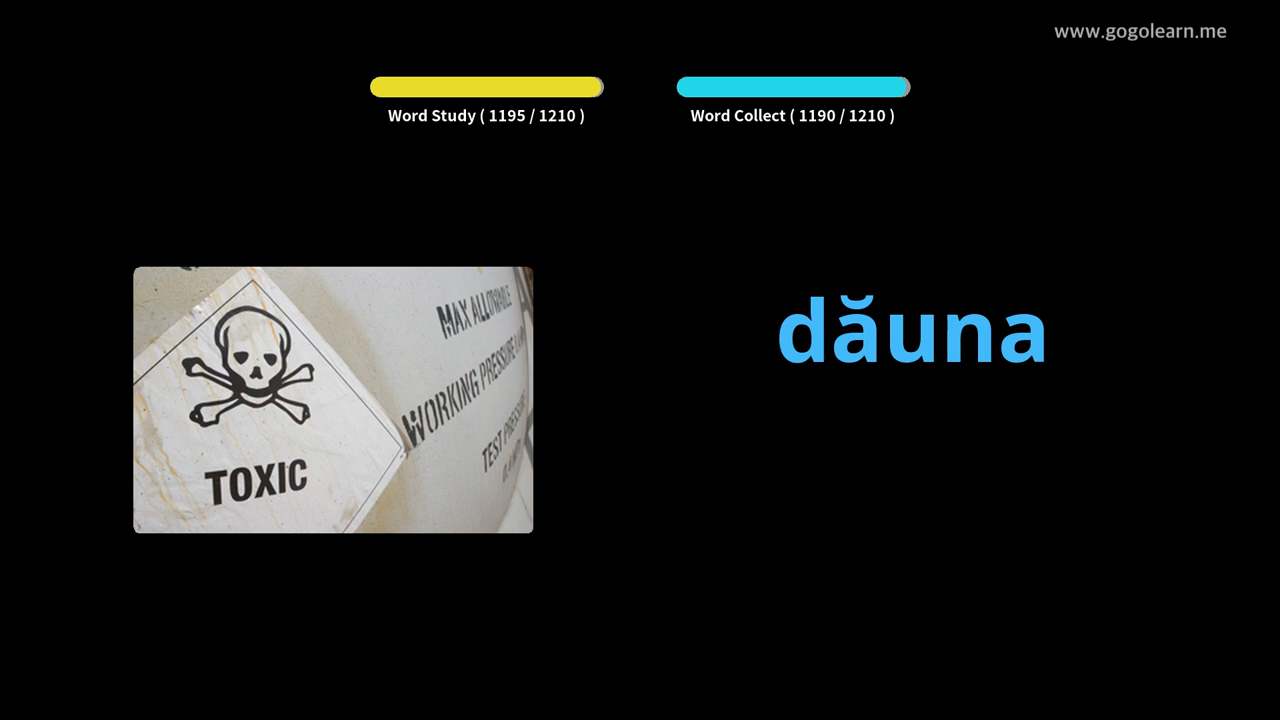 www.gogolearn.me
Word Study ( 1195 / 1210 )
Word Collect ( 1190 / 1210 )
dăuna
MAX ALLOWABLE
WORKING PRESSURE
TEST PRESSURE
TOXIC